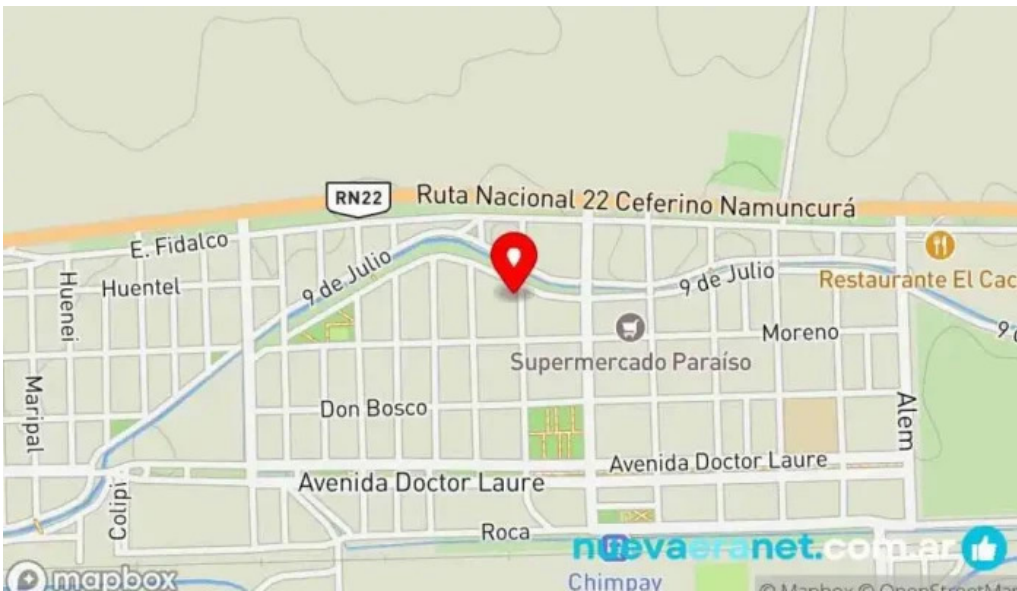 RN22
Ruta Nacional 22 Ceferino Namuncurá
E. Fidalco
Huenei
Huentel
9 de Julio
9 de Julio
Restaurante El Cac
Moreno
9 d
Supermercado Paraíso
Maripal
Don Bosco
Alem
Avenida Doctor Laure
Avenida Doctor Laure
Colipi
Roca
nuevaeranet.com.ar
Chimpay
mapbox
© Mapbox © OpenStreetMap